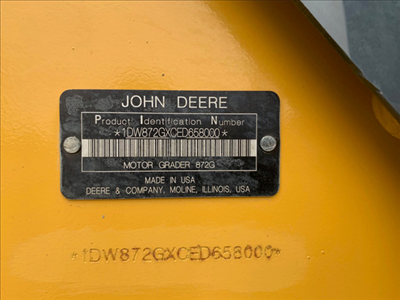 JOHN DEERE
Product Identification Number
*1DW872GXCED658000*
MOTOR GRADER 872G
MADE IN USA
DEERE & COMPANY, MOLINE, ILLINOIS, USA
*1DW872GXCED658000*